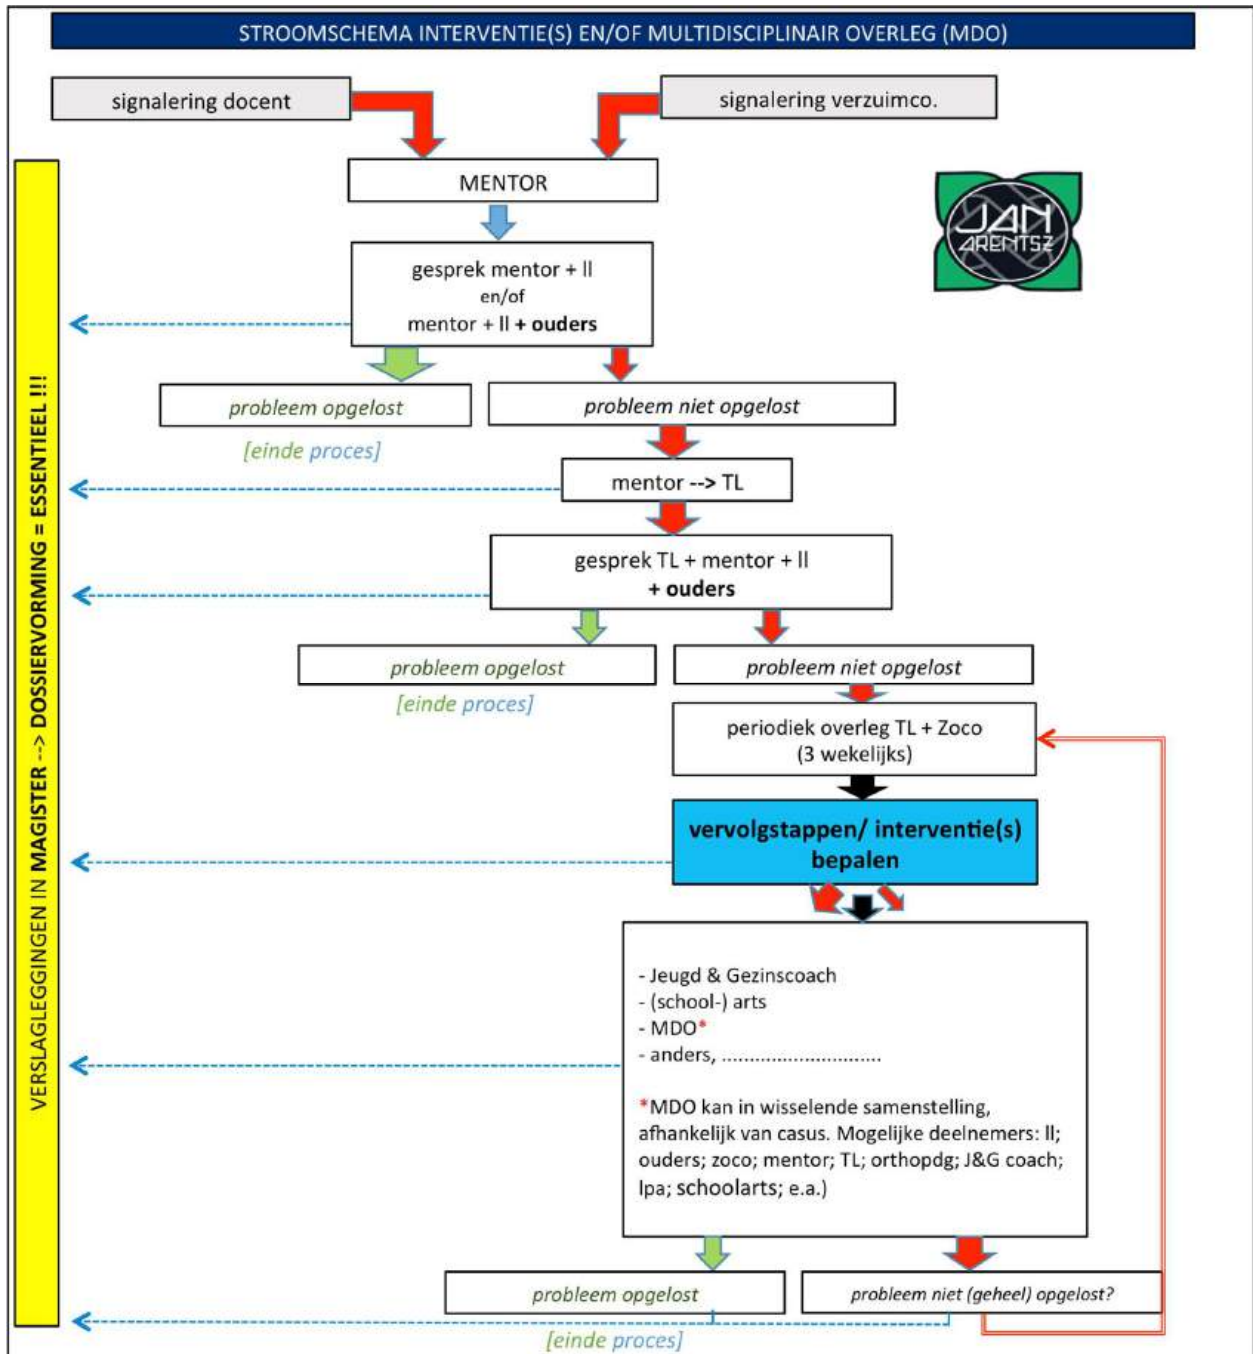 STROOMSCHEMA INTERVENTIE(S) EN/OF MULTIDISCIPLINAIR OVERLEG (MDO)
signalering docent
signalering verzuimco.
MENTOR
JAN
ARENTSZ
gesprek mentor + ll
en/of
mentor + ll + ouders
probleem opgelost
probleem niet opgelost
[einde proces]
mentor --> TL
gesprek TL + mentor + ll
+ ouders
probleem opgelost
probleem niet opgelost
[einde proces]
periodiek overleg TL + Zoco
(3 wekelijks)
vervolgstappen/ interventie(s)
bepalen
- Jeugd & Gezinscoach
- (school-) arts
- MDO*
- anders, ..............................
*MDO kan in wisselende samenstelling,
afhankelijk van casus. Mogelijke deelnemers: ll;
ouders; zoco; mentor; TL; orthopdg; J&G coach;
lpa; schoolarts; e.a.)
probleem opgelost
probleem niet (geheel) opgelost?
[einde proces]
VERSLAGLEGGINGEN IN MAGISTER --> DOSSIERVORMING = ESSENTIEEL !!!